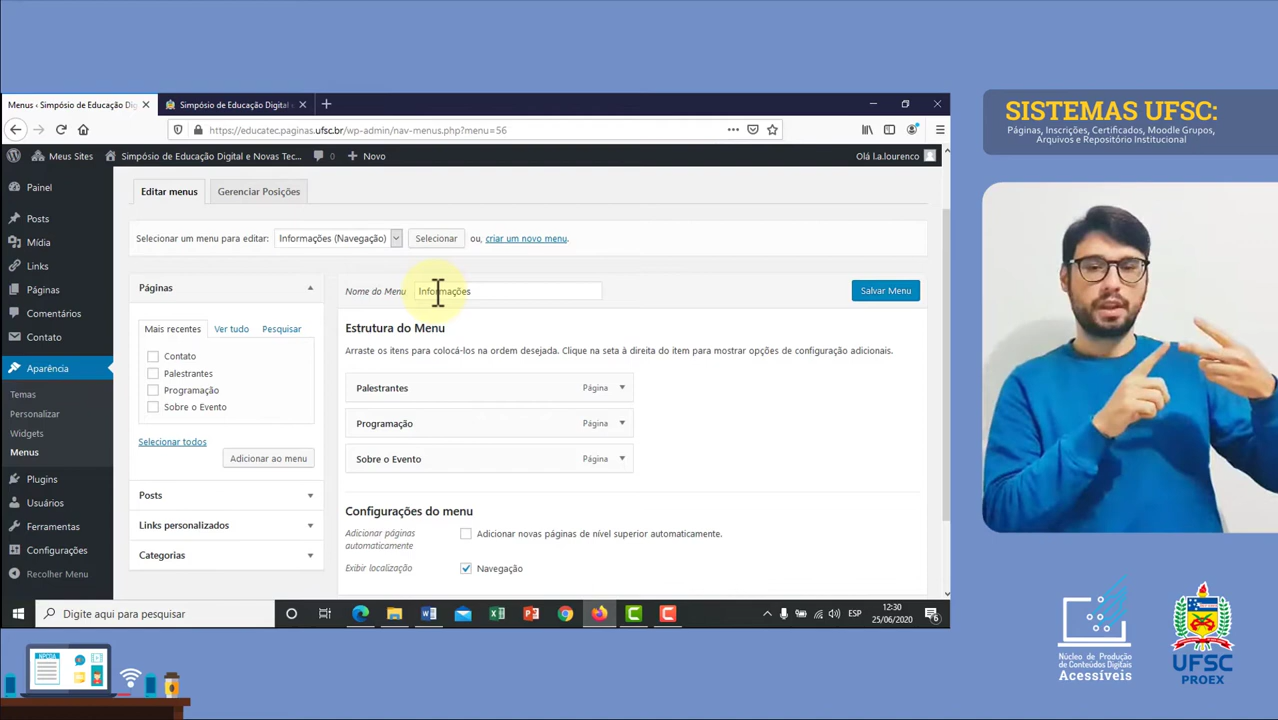 Menus ‹ Simpósio de Educação Dig
Simpósio de Educação Digital e
https://educatec.paginas.ufsc.br/wp-admin/nav-menus.php?menu=56
Meus Sites
Simpósio de Educação Digital e Novas Tec...
0
Novo
Olá l.a.lourenco
Painel
Posts
Mídia
Links
Páginas
Comentários
Contato
Aparência
Temas
Personalizar
Widgets
Menus
Plugins
Usuários
Ferramentas
Configurações
Recolher Menu
Editar menus
Gerenciar Posições
Selecionar um menu para editar: Informações (Navegação) Selecionar ou, criar um novo menu.
Páginas
Mais recentes Ver tudo Pesquisar
Contato
Palestrantes
Programação
Sobre o Evento
Selecionar todos
Adicionar ao menu
Posts
Links personalizados
Categorias
Nome do Menu Informações
Salvar Menu
Estrutura do Menu
Arraste os itens para colocá-los na ordem desejada. Clique na seta à direita do item para mostrar opções de configuração adicionais.
Palestrantes Página
Programação Página
Sobre o Evento Página
Configurações do menu
Adicionar páginas
automaticamente
Adicionar novas páginas de nível superior automaticamente.
Exibir localização
Navegação
Digite aqui para pesquisar
ESP
12:30
25/06/2020
SISTEMAS UFSC:
Páginas, Inscrições, Certificados, Moodle Grupos,
Arquivos e Repositório Institucional
Núcleo de Produção
de Conteúdos Digitais
Acessíveis
UFSC
PROEX
NPCDA